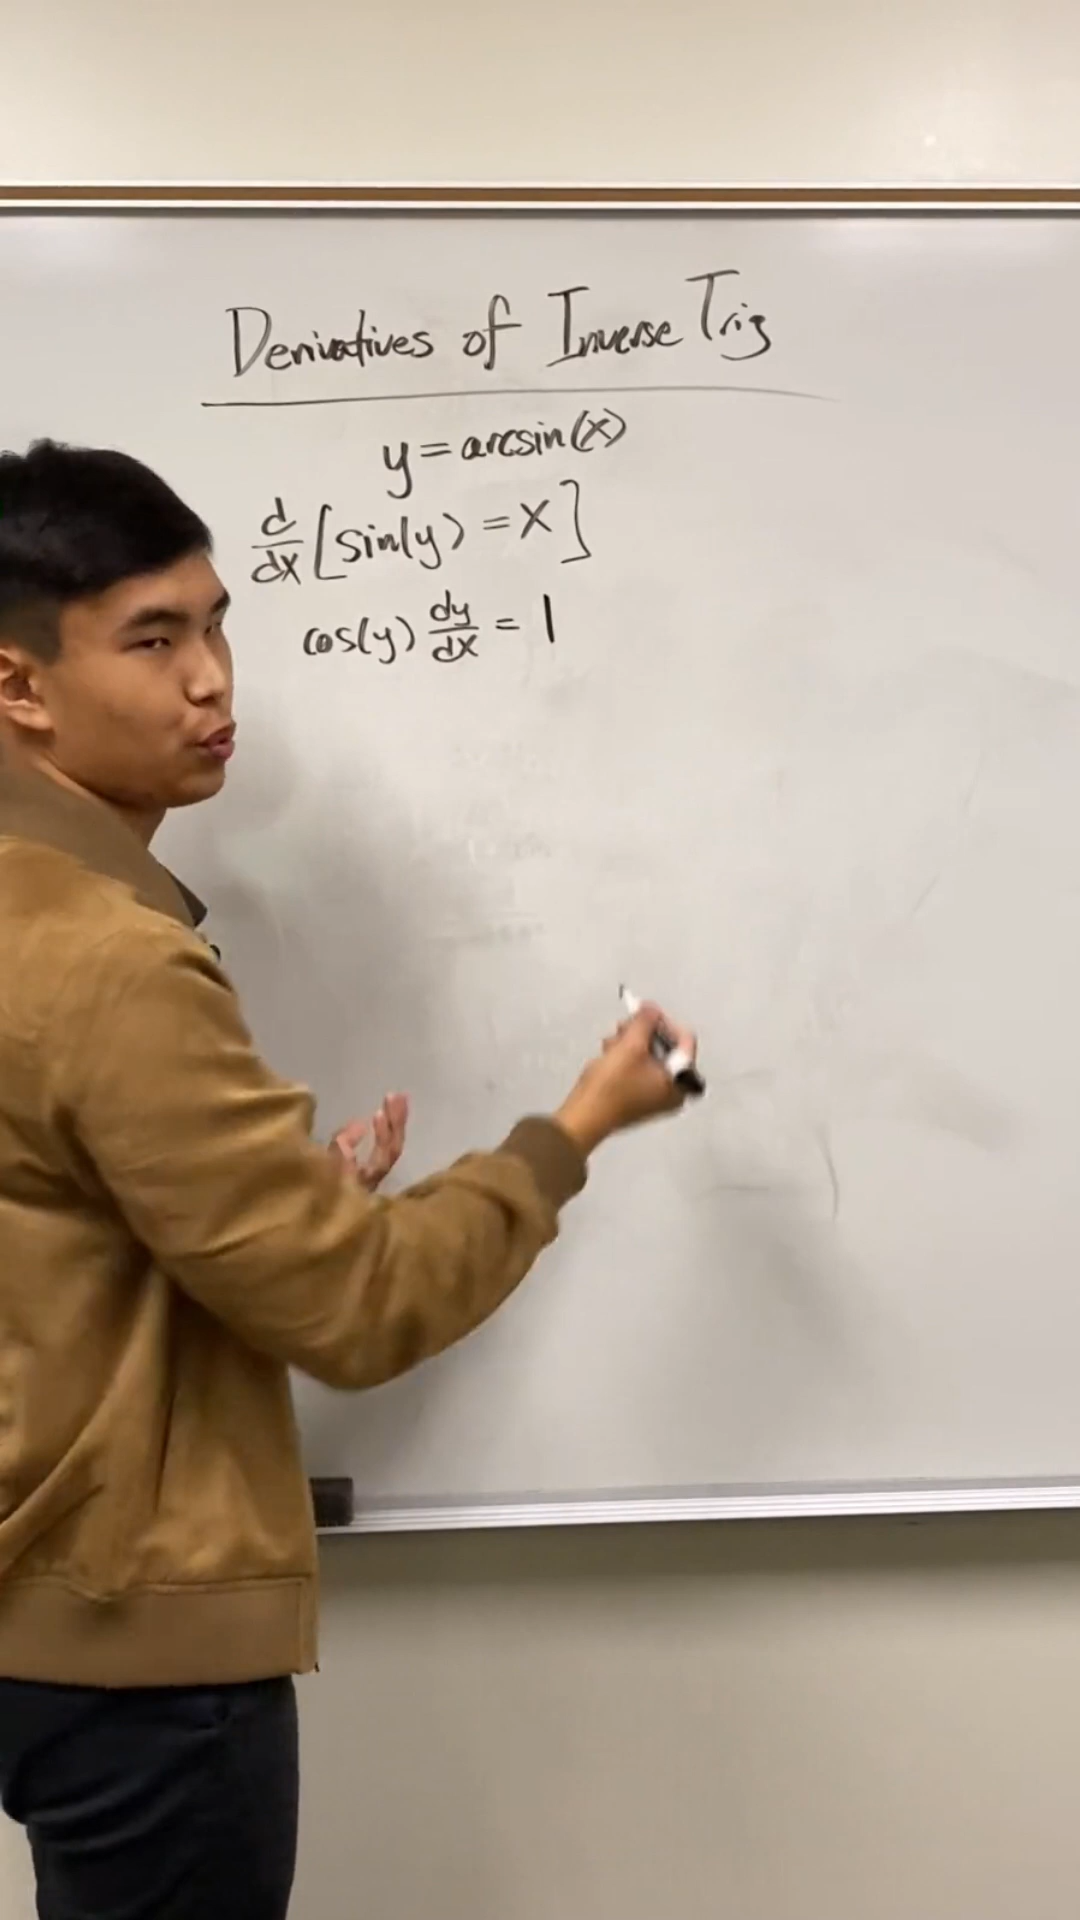 Derivatives of Inverse Trig
y = arcsin(x)
d/dx [sin(y) = x]
cos(y) dy/dx = 1